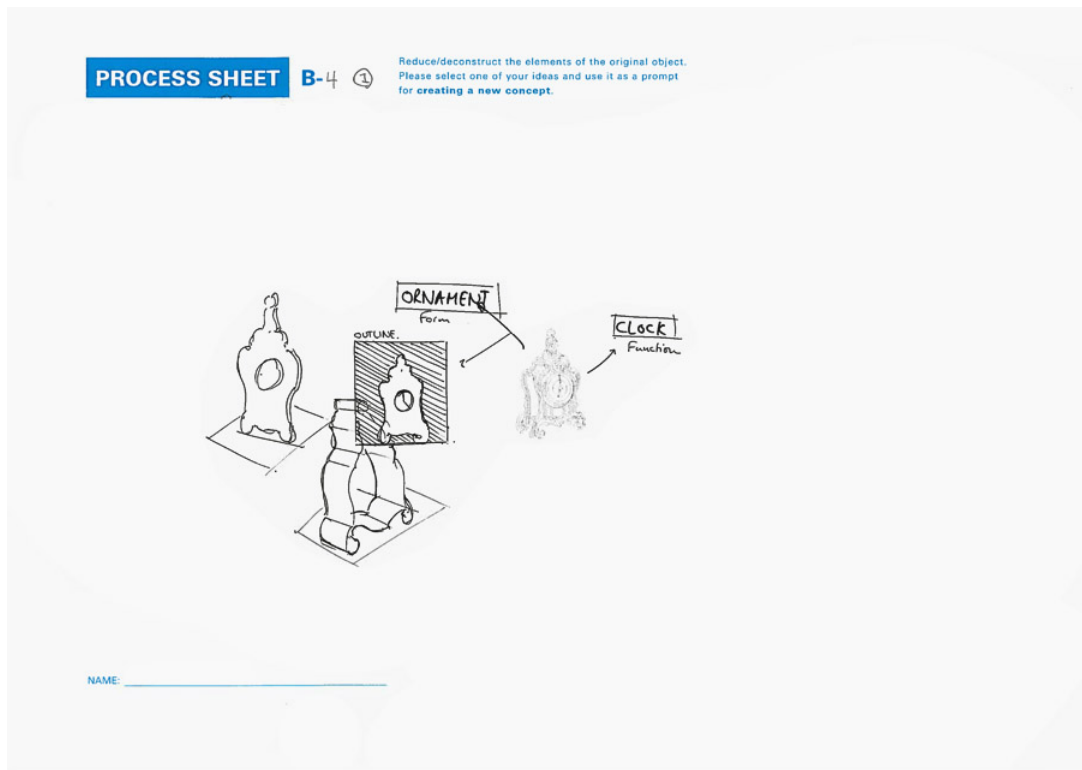 PROCESS SHEET B-4 ①
Reduce/deconstruct the elements of the original object.
Please select one of your ideas and use it as a prompt
for creating a new concept.
ORNAMENT
Form
OUTLINE.
CLOCK
Function
NAME: